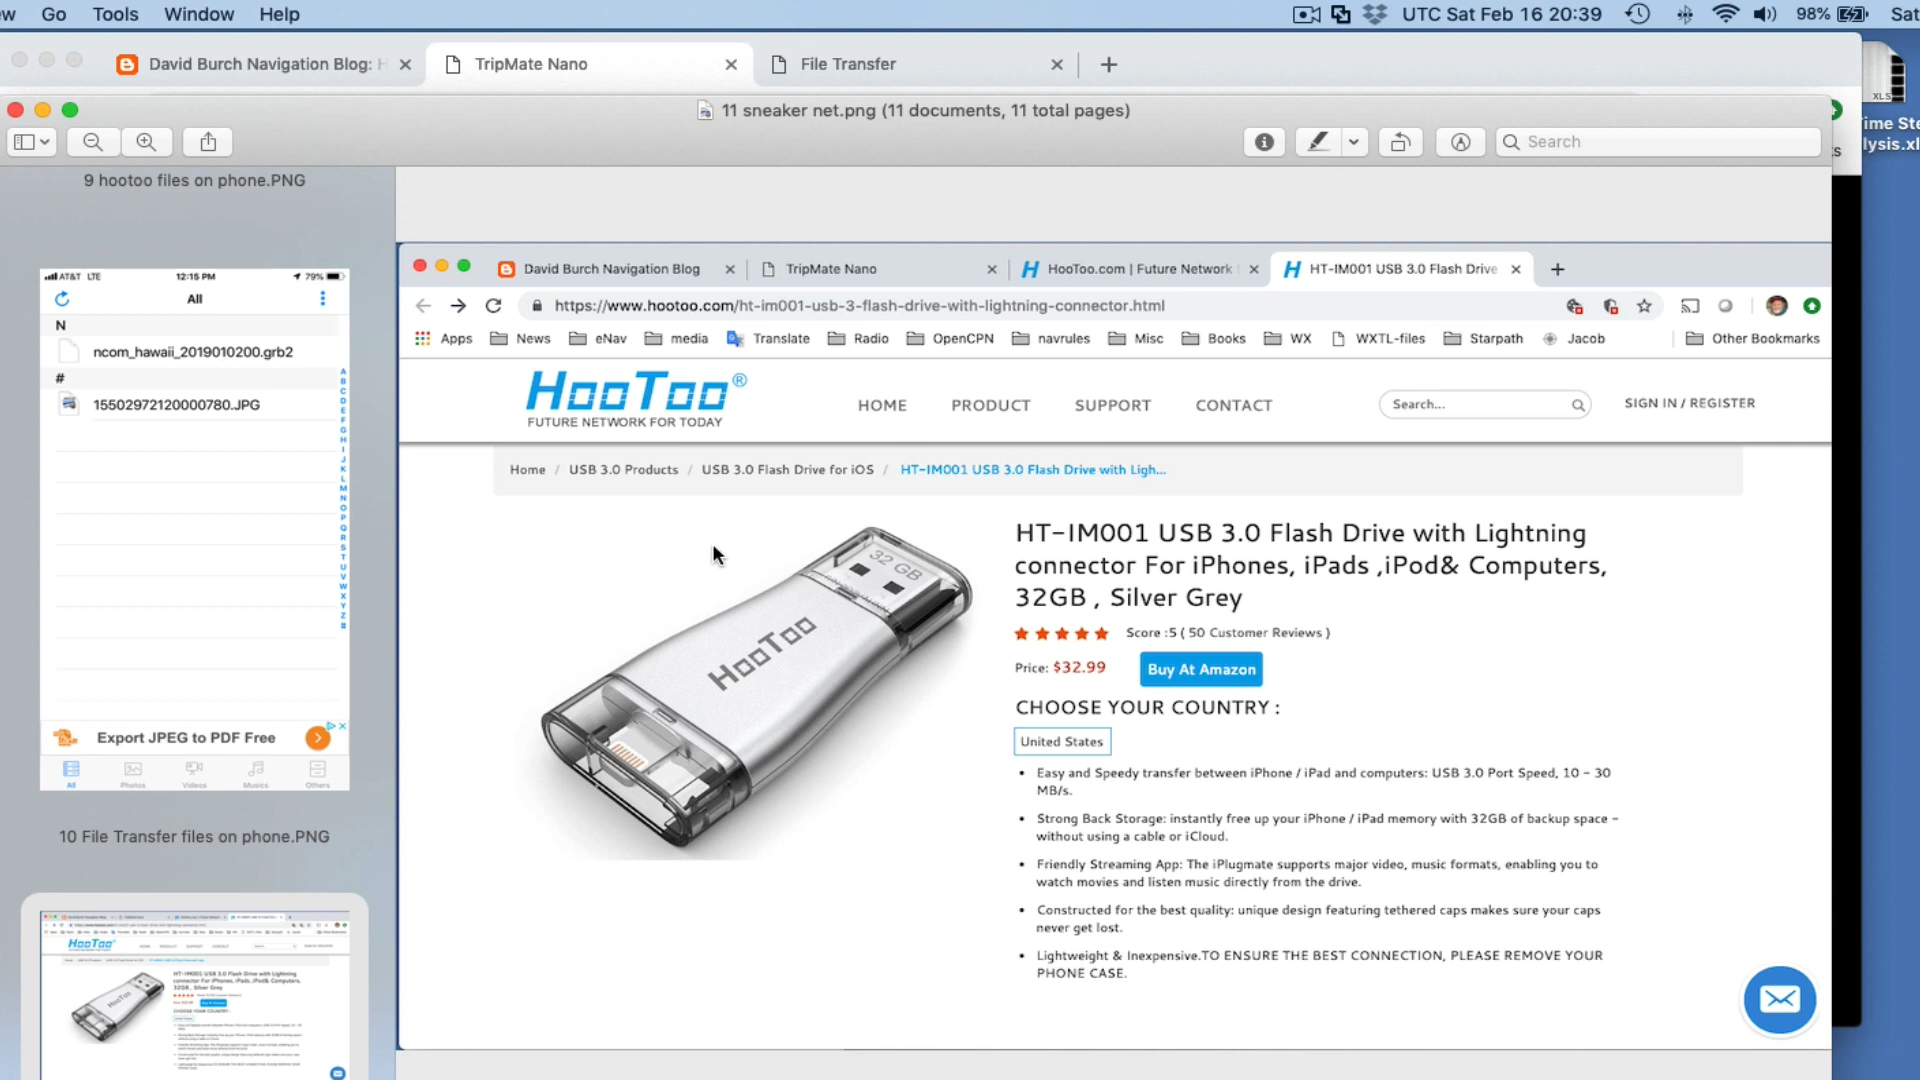 Go Tools Window Help UTC Sat Feb 16 20:39 98% Sat
David Burch Navigation Blog: TripMate Nano File Transfer
11 sneaker net.png (11 documents, 11 total pages)
Search
9 hootoo files on phone.PNG
AT&T LTE 12:15 PM 79%
All
N
ncom_hawaii_2019010200.grb2
#
15502972120000780.JPG
A
B
C
D
E
F
G
H
I
J
K
L
M
N
O
P
Q
R
S
T
U
V
W
X
Y
Z
#
Export JPEG to PDF Free
All Photos Videos Musics Others
10 File Transfer files on phone.PNG
David Burch Navigation Blog TripMate Nano HooToo.com | Future Network HT-IM001 USB 3.0 Flash Drive
https://www.hootoo.com/ht-im001-usb-3-flash-drive-with-lightning-connector.html
Apps News eNav media Translate Radio OpenCPN navrules Misc Books WX WXTL-files Starpath Jacob Other Bookmarks
HooToo®
FUTURE NETWORK FOR TODAY
HOME PRODUCT SUPPORT CONTACT
Search...
SIGN IN / REGISTER
Home / USB 3.0 Products / USB 3.0 Flash Drive for iOS / HT-IM001 USB 3.0 Flash Drive with Ligh...
32 GB
HooToo
HT-IM001 USB 3.0 Flash Drive with Lightning
connector For iPhones, iPads ,iPod& Computers,
32GB , Silver Grey
Score :5 ( 50 Customer Reviews )
Price: $32.99 Buy At Amazon
CHOOSE YOUR COUNTRY :
United States
• Easy and Speedy transfer between iPhone / iPad and computers: USB 3.0 Port Speed, 10 - 30
MB/s.
• Strong Back Storage: instantly free up your iPhone / iPad memory with 32GB of backup space -
without using a cable or iCloud.
• Friendly Streaming App: The iPlugmate supports major video, music formats, enabling you to
watch movies and listen music directly from the drive.
• Constructed for the best quality: unique design featuring tethered caps makes sure your caps
never get lost.
• Lightweight & Inexpensive.TO ENSURE THE BEST CONNECTION, PLEASE REMOVE YOUR
PHONE CASE.
XLS